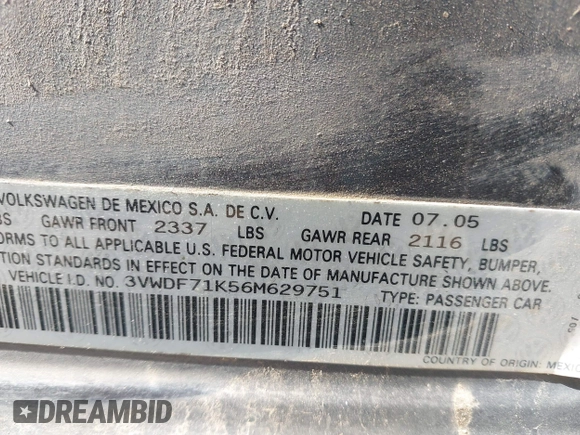 VOLKSWAGEN DE MEXICO S.A. DE C.V. DATE 07.05
GAWR FRONT 2337 LBS GAWR REAR 2116 LBS
TO ALL APPLICABLE U.S. FEDERAL MOTOR VEHICLE SAFETY, BUMPER,
STANDARDS IN EFFECT ON THE DATE OF MANUFACTURE SHOWN ABOVE.
VEHICLE I.D. NO. 3VWDF71K56M629751 TYPE: PASSENGER CAR
COUNTRY OF ORIGIN:
DREAMBID